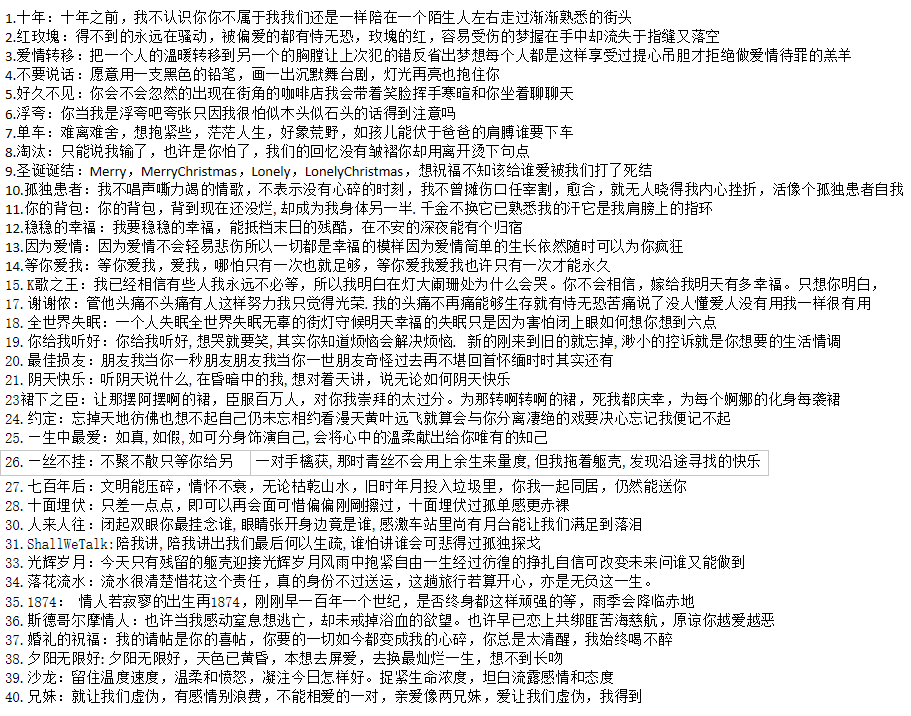 1.十年：十年之前，我不认识你你不属于我我们还是一样陪在一个陌生人左右走过渐渐熟悉的街头
2.红玫瑰：得不到的永远在骚动，被偏爱的都有恃无恐，玫瑰的红，容易受伤的梦握在手中却流失于指缝又落空
3.爱情转移：把一个人的温暖转移到另一个的胸膛让上次犯的错反省出梦想每个人都是这样享受过提心吊胆才拒绝做爱情待罪的羔羊
4.不要说话：愿意用一支黑色的铅笔，画一出沉默舞台剧，灯光再亮也抱住你
5.好久不见：你会不会忽然的出现在街角的咖啡店我会带着笑脸挥手寒暄和你坐着聊聊天
6.浮夸：你当我是浮夸吧夸张只因我很怕似木头似石头的话得到注意吗
7.单车：难离难舍，想抱紧些，茫茫人生，好象荒野，如孩儿能伏于爸爸的肩膊谁要下车
8.淘汰：只能说我输了，也许是你怕了，我们的回忆没有皱褶你却用离开烫下句点
9.圣诞诞结：Merry，MerryChristmas，Lonely，LonelyChristmas，想祝福不知该给谁爱被我们打了死结
10.孤独患者：我不唱声嘶力竭的情歌，不表示没有心碎的时刻，我不曾摊伤口任宰割，愈合，就无人晓得我内心挫折，活像个孤独患者自我
11.你的背包：你的背包，背到现在还没烂,却成为我身体另一半.千金不换它已熟悉我的汗它是我肩膀上的指环
12.稳稳的幸福：我要稳稳的幸福，能抵挡末日的残酷，在不安的深夜能有个归宿
13.因为爱情：因为爱情不会轻易悲伤所以一切都是幸福的模样因为爱情简单的生长依然随时可以为你疯狂
14.等你爱我：等你爱我，爱我，哪怕只有一次也就足够，等你爱我爱我也许只有一次才能永久
15.K歌之王：我已经相信有些人我永远不必等，所以我明白在灯火阑珊处为什么会哭。你不会相信，嫁给我明天有多幸福。只想你明白，
17.谢谢侬：管他头痛不头痛有人这样努力我只觉得光荣.我的头痛不再痛能够生存就有恃无恐苦痛说了没人懂爱人没有用我一样很有用
18.全世界失眠：一个人失眠全世界失眠无辜的街灯守候明天幸福的失眠只是因为害怕闭上眼如何想你想到六点
19.你给我听好：你给我听好,想哭就要笑,其实你知道烦恼会解决烦恼. 新的刚来到旧的就忘掉,渺小的控诉就是你想要的生活情调
20.最佳损友：朋友我当你一秒朋友朋友我当你一世朋友奇怪过去再不堪回首怀缅时时其实还有
21.阴天快乐：听阴天说什么,在昏暗中的我,想对着天讲，说无论如何阴天快乐
23裙下之臣：让那摆阿摆啊的裙，臣服百万人，对你我崇拜的太过分。为那转啊转啊的裙，死我都庆幸，为每个婀娜的化身每袭裙
24.约定：忘掉天地彷佛也想不起自己仍未忘相约看漫天黄叶远飞就算会与你分离凄绝的戏要决心忘记我便记不起
25.一生中最爱：如真,如假,如可分身饰演自己,会将心中的温柔献出给你唯有的知己
26.一丝不挂：不聚不散只等你给另 一对手擒获,那时青丝不会用上余生来量度,但我拖着躯壳,发现沿途寻找的快乐
27.七百年后：文明能压碎，情怀不衰，无论枯乾山水，旧时年月投入垃圾里，你我一起同居，仍然能送你
28.十面埋伏：只差一点点，即可以再会面可惜偏偏刚刚擦过，十面埋伏过孤单感更赤裸
30.人来人往：闭起双眼你最挂念谁,眼睛张开身边竟是谁,感激车站里尚有月台能让我们满足到落泪
31.ShallWeTalk:陪我讲,陪我讲出我们最后何以生疏,谁怕讲谁会可悲得过孤独探戈
33.光辉岁月：今天只有残留的躯壳迎接光辉岁月风雨中抱紧自由一生经过彷徨的挣扎自信可改变未来问谁又能做到
34.落花流水：流水很清楚惜花这个责任，真的身份不过送运，这趟旅行若算开心，亦是无负这一生。
35.1874： 情人若寂寥的出生再1874，刚刚早一百年一个世纪，是否终身都这样顽强的等，雨季会降临赤地
36.斯德哥尔摩情人：也许当我感动窒息想逃亡，却未戒掉浴血的欲望。也许早已恋上共绑匪苦海慈航，原谅你越爱越恶
37.婚礼的祝福：我的请帖是你的喜帖，你要的一切如今都变成我的心碎，你总是太清醒，我始终喝不醉
38.夕阳无限好:夕阳无限好，天色已黄昏，本想去屏爱，去换最灿烂一生，想不到长吻
39.沙龙：留住温度速度，温柔和愤怒，凝注今日怎样好。捉紧生命浓度，坦白流露感情和态度
40.兄妹：就让我们虚伪，有感情别浪费，不能相爱的一对，亲爱像两兄妹，爱让我们虚伪，我得到